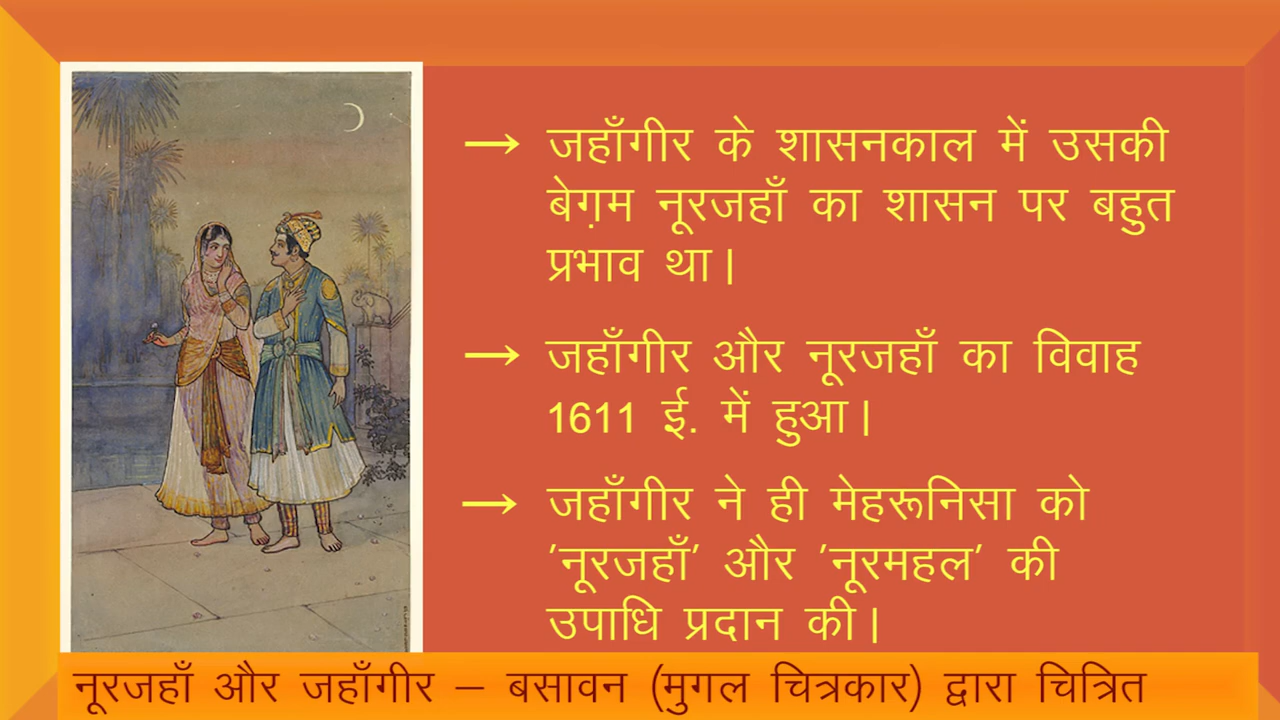 → जहाँगीर के शासनकाल में उसकी
बेग़म नूरजहाँ का शासन पर बहुत
प्रभाव था।
→ जहाँगीर और नूरजहाँ का विवाह
1611 ई. में हुआ।
→ जहाँगीर ने ही मेहरूनिसा को
'नूरजहाँ' और 'नूरमहल' की
उपाधि प्रदान की।
नूरजहाँ और जहाँगीर – बसावन (मुगल चित्रकार) द्वारा चित्रित